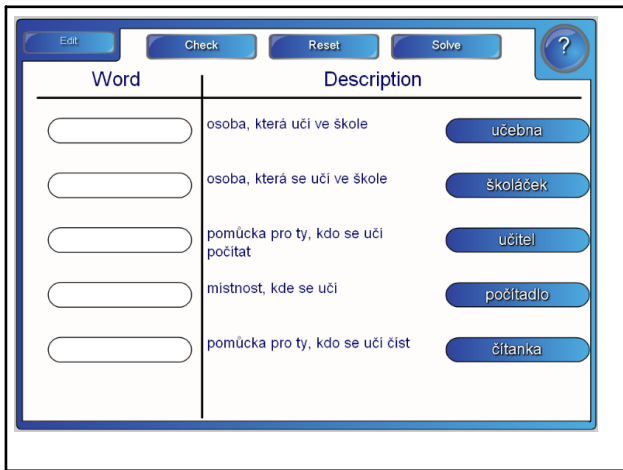 Edit
Check
Reset
Solve
?
Word
Description
osoba, která učí ve škole
učebna
osoba, která se učí ve škole
školáček
pomůcka pro ty, kdo se učí
počítat
učitel
místnost, kde se učí
počítadlo
pomůcka pro ty, kdo se učí číst
čítanka